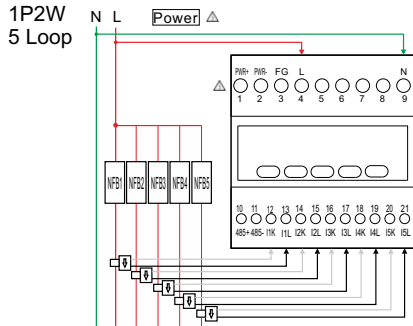 1P2W
5 Loop
N L Power
PWR+ PWR- FG L N
1 2 3 4 5 6 7 8 9
NFB1 NFB2 NFB3 NFB4 NFB5
10 11 12 13 14 15 16 17 18 19 20 21
485+ 485- I1K I1L I2K I2L I3K I3L I4K I4L I5K I5L